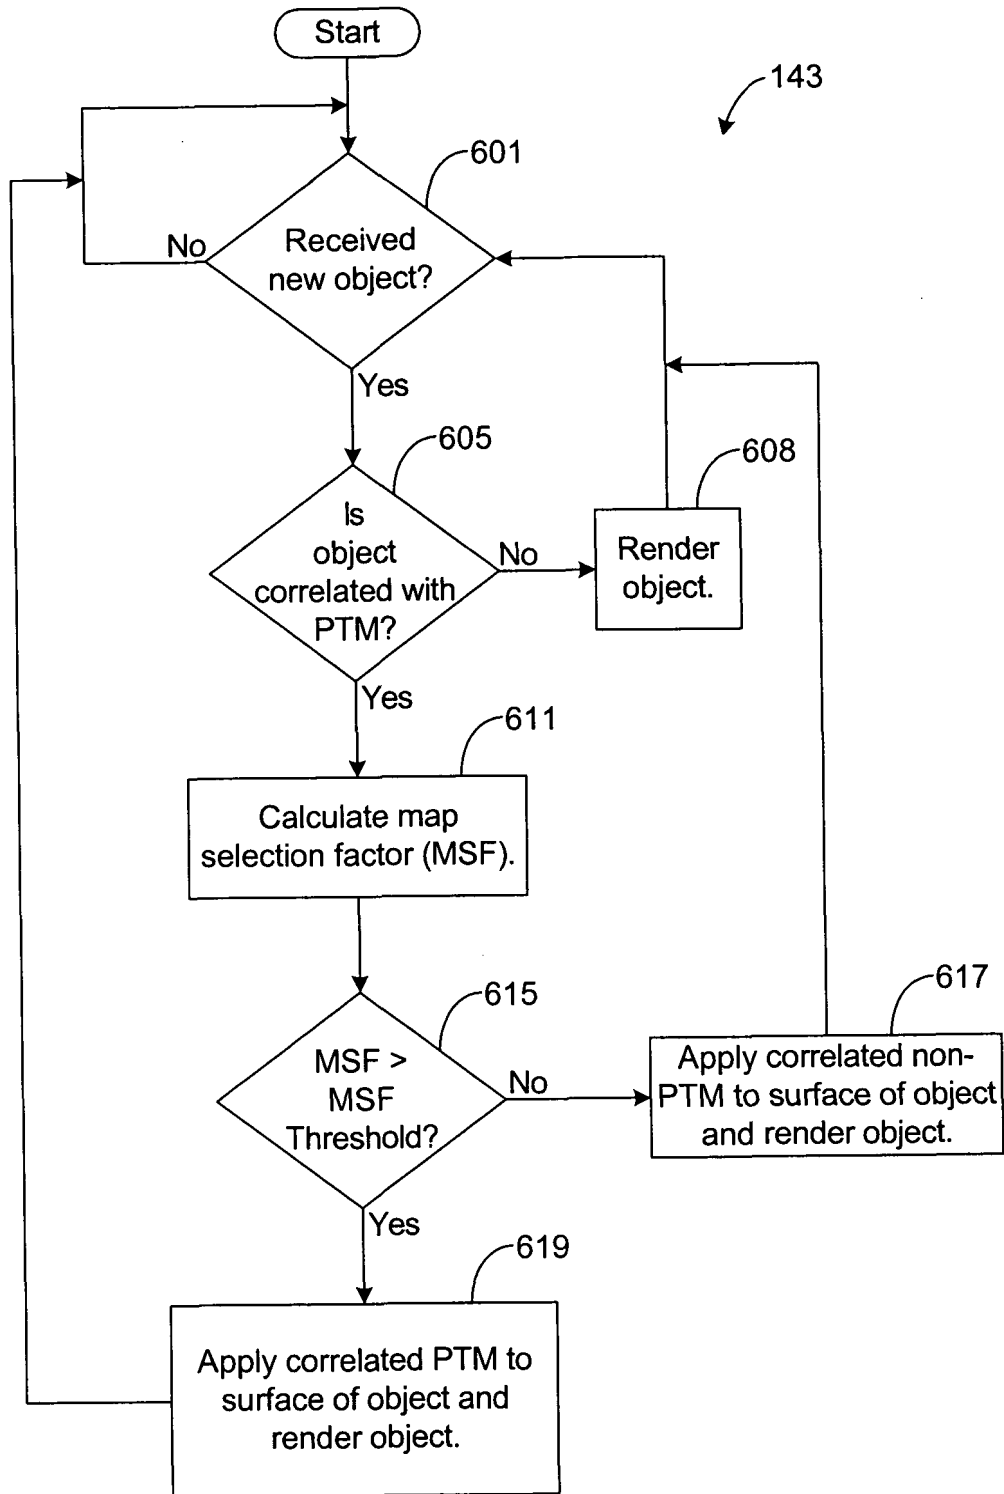 Start
143
601
No
Received
new object?
Yes
605
608
Is
object
correlated with
PTM?
No
Render
object.
Yes
611
Calculate map
selection factor (MSF).
615
617
MSF >
MSF
Threshold?
No
Apply correlated non-
PTM to surface of object
and render object.
Yes
619
Apply correlated PTM to
surface of object and
render object.